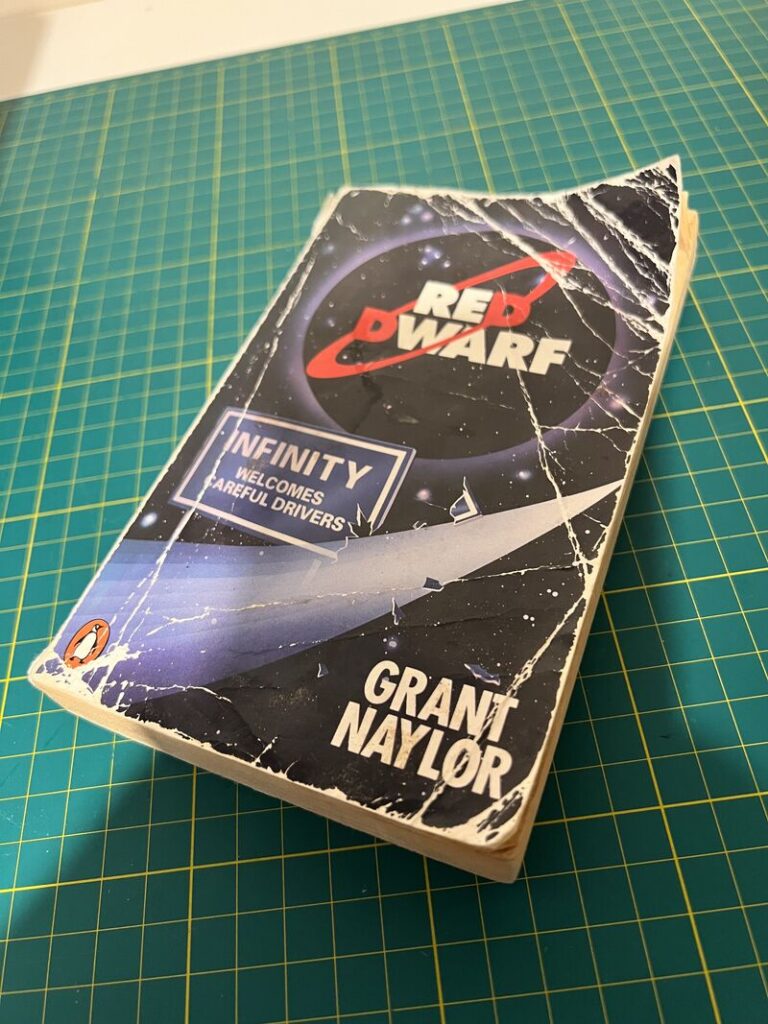 RED
DWARF
INFINITY
WELCOMES
CAREFUL DRIVERS
GRANT
NAYLOR